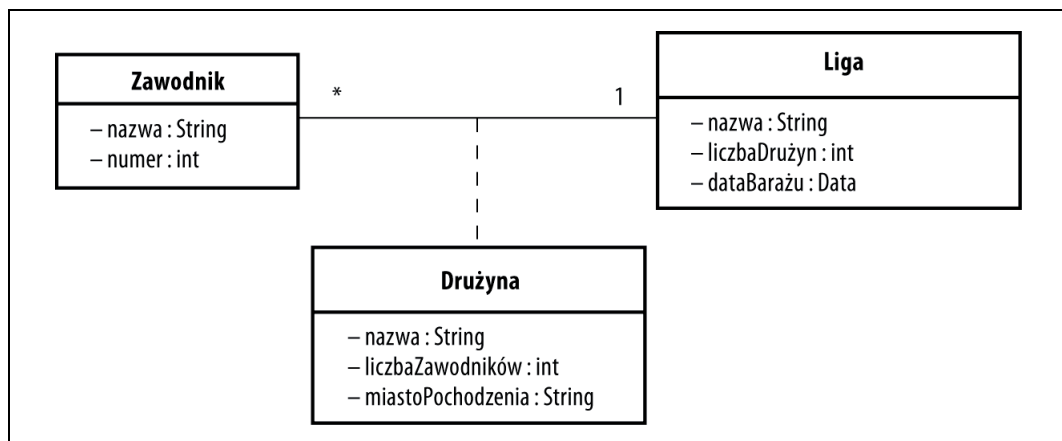 Zawodnik
– nazwa : String
– numer : int
*
1
Liga
– nazwa : String
– liczbaDrużyn : int
– dataBarażu : Data
Drużyna
– nazwa : String
– liczbaZawodników : int
– miastoPochodzenia : String